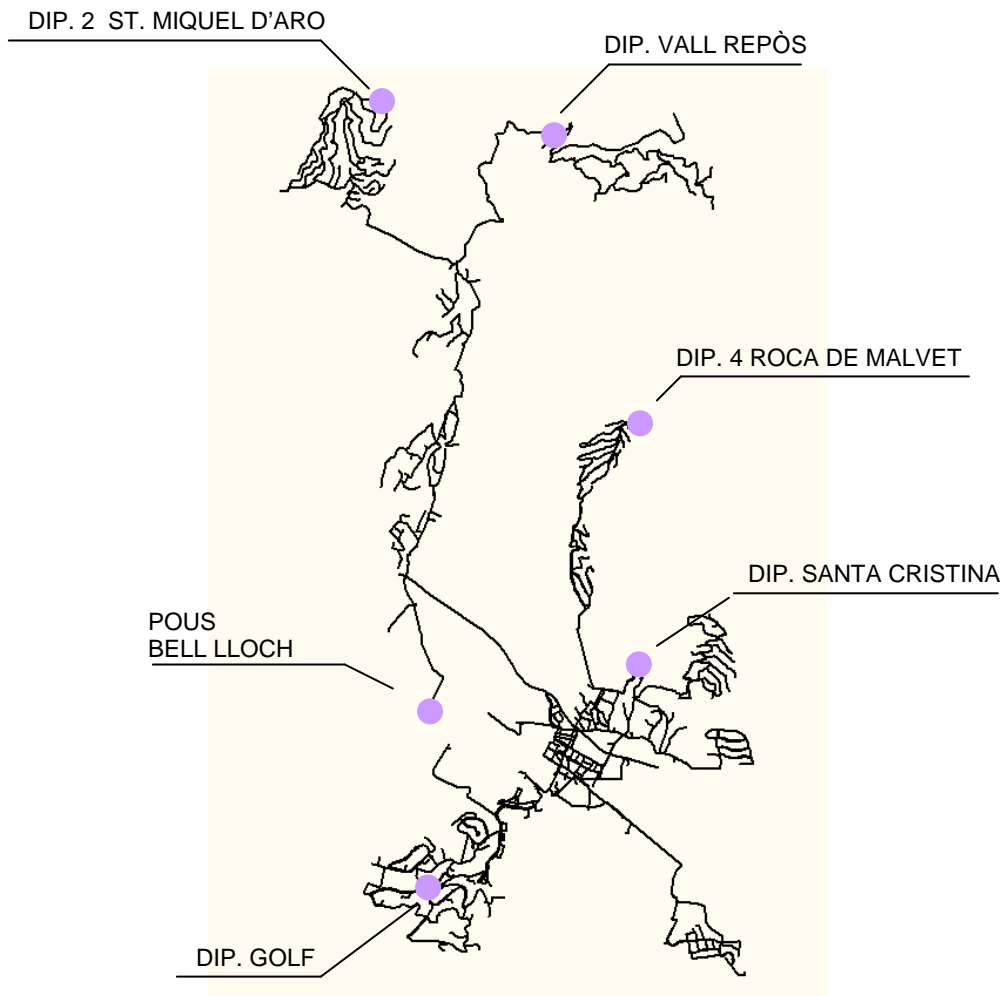 DIP. 2  ST. MIQUEL D'ARO
DIP. VALL REPÒS
DIP. 4 ROCA DE MALVET
DIP. SANTA CRISTINA
POUS
BELL LLOCH
DIP. GOLF